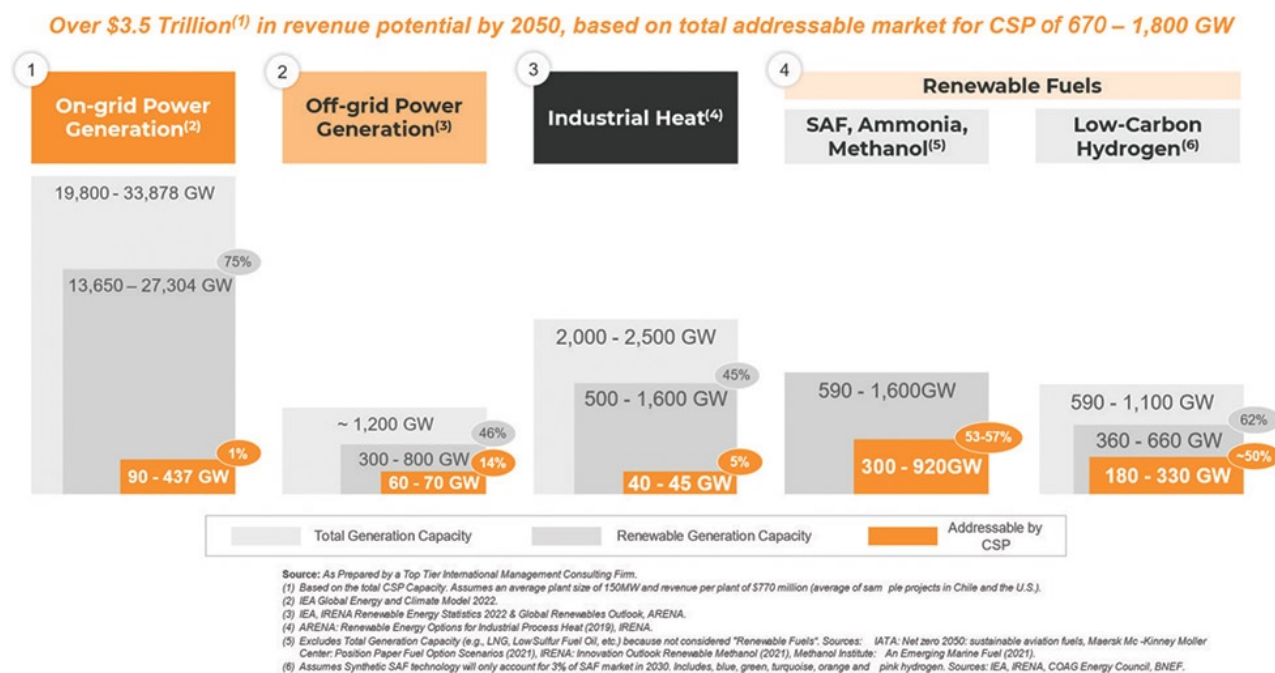 Over $3.5 Trillion(1) in revenue potential by 2050, based on total addressable market for CSP of 670 – 1,800 GW
1
On-grid Power
Generation(2)
19,800 - 33,878 GW
75%
13,650 – 27,304 GW
1%
90 - 437 GW
2
Off-grid Power
Generation(3)
~ 1,200 GW
46%
300 - 800 GW
14%
60 - 70 GW
3
Industrial Heat(4)
2,000 - 2,500 GW
45%
500 - 1,600 GW
5%
40 - 45 GW
4
Renewable Fuels
SAF, Ammonia,
Methanol(5)
590 - 1,600GW
53-57%
300 - 920GW
Low-Carbon
Hydrogen(6)
590 - 1,100 GW
62%
360 - 660 GW
~50%
180 - 330 GW
Total Generation Capacity
Renewable Generation Capacity
Addressable by
CSP
Source: As Prepared by a Top Tier International Management Consulting Firm.
(1) Based on the total CSP Capacity. Assumes an average plant size of 150MW and revenue per plant of $770 million (average of sam ple projects in Chile and the U.S.).
(2) IEA Global Energy and Climate Model 2022.
(3) IEA, IRENA Renewable Energy Statistics 2022 & Global Renewables Outlook, ARENA.
(4) ARENA: Renewable Energy Options for Industrial Process Heat (2019), IRENA.
(5) Excludes Total Generation Capacity (e.g., LNG, Low Sulfur Fuel Oil, etc.) because not considered "Renewable Fuels". Sources: IATA: Net zero 2050: sustainable aviation fuels, Maersk Mc -Kinney Moller
Center: Position Paper Fuel Option Scenarios (2021), IRENA: Innovation Outlook Renewable Methanol (2021), Methanol Institute: An Emerging Marine Fuel (2021).
(6) Assumes Synthetic SAF technology will only account for 3% of SAF market in 2030. Includes, blue, green, turquoise, orange and pink hydrogen. Sources: IEA, IRENA, COAG Energy Council, BNEF.